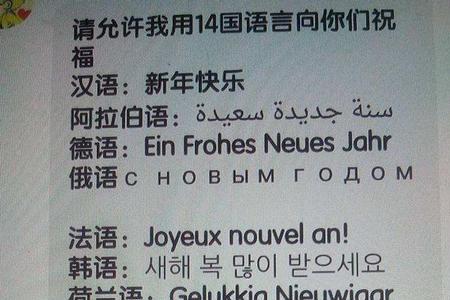 请允许我用14国语言向你们祝
福
汉语：新年快乐
阿拉伯语：سنة جديدة سعيدة
德语：Ein Frohes Neues Jahr
俄语с новым годом
法语：Joyeux nouvel an!
韩语：새해 복 많이 받으세요
荷兰语：Gelukkig Nieuwjaar